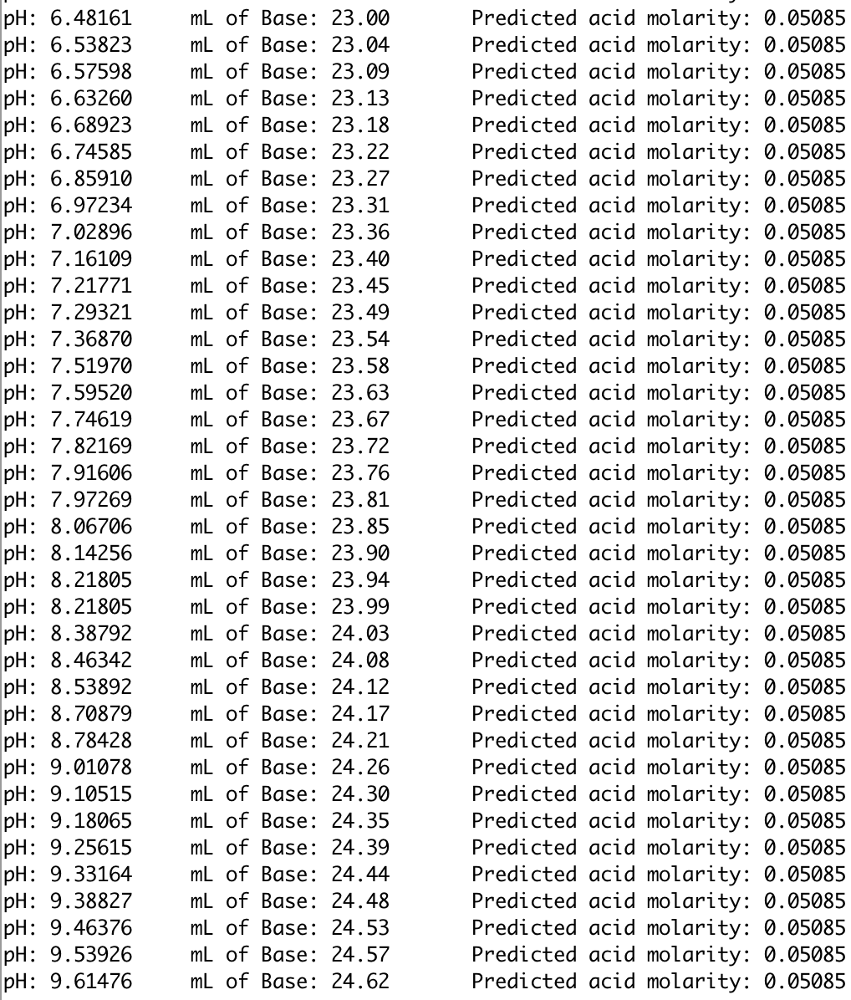 pH: 6.48161 mL of Base: 23.00 Predicted acid molarity: 0.05085
pH: 6.53823 mL of Base: 23.04 Predicted acid molarity: 0.05085
pH: 6.57598 mL of Base: 23.09 Predicted acid molarity: 0.05085
pH: 6.63260 mL of Base: 23.13 Predicted acid molarity: 0.05085
pH: 6.68923 mL of Base: 23.18 Predicted acid molarity: 0.05085
pH: 6.74585 mL of Base: 23.22 Predicted acid molarity: 0.05085
pH: 6.85910 mL of Base: 23.27 Predicted acid molarity: 0.05085
pH: 6.97234 mL of Base: 23.31 Predicted acid molarity: 0.05085
pH: 7.02896 mL of Base: 23.36 Predicted acid molarity: 0.05085
pH: 7.16109 mL of Base: 23.40 Predicted acid molarity: 0.05085
pH: 7.21771 mL of Base: 23.45 Predicted acid molarity: 0.05085
pH: 7.29321 mL of Base: 23.49 Predicted acid molarity: 0.05085
pH: 7.36870 mL of Base: 23.54 Predicted acid molarity: 0.05085
pH: 7.51970 mL of Base: 23.58 Predicted acid molarity: 0.05085
pH: 7.59520 mL of Base: 23.63 Predicted acid molarity: 0.05085
pH: 7.74619 mL of Base: 23.67 Predicted acid molarity: 0.05085
pH: 7.82169 mL of Base: 23.72 Predicted acid molarity: 0.05085
pH: 7.91606 mL of Base: 23.76 Predicted acid molarity: 0.05085
pH: 7.97269 mL of Base: 23.81 Predicted acid molarity: 0.05085
pH: 8.06706 mL of Base: 23.85 Predicted acid molarity: 0.05085
pH: 8.14256 mL of Base: 23.90 Predicted acid molarity: 0.05085
pH: 8.21805 mL of Base: 23.94 Predicted acid molarity: 0.05085
pH: 8.21805 mL of Base: 23.99 Predicted acid molarity: 0.05085
pH: 8.38792 mL of Base: 24.03 Predicted acid molarity: 0.05085
pH: 8.46342 mL of Base: 24.08 Predicted acid molarity: 0.05085
pH: 8.53892 mL of Base: 24.12 Predicted acid molarity: 0.05085
pH: 8.70879 mL of Base: 24.17 Predicted acid molarity: 0.05085
pH: 8.78428 mL of Base: 24.21 Predicted acid molarity: 0.05085
pH: 9.01078 mL of Base: 24.26 Predicted acid molarity: 0.05085
pH: 9.10515 mL of Base: 24.30 Predicted acid molarity: 0.05085
pH: 9.18065 mL of Base: 24.35 Predicted acid molarity: 0.05085
pH: 9.25615 mL of Base: 24.39 Predicted acid molarity: 0.05085
pH: 9.33164 mL of Base: 24.44 Predicted acid molarity: 0.05085
pH: 9.38827 mL of Base: 24.48 Predicted acid molarity: 0.05085
pH: 9.46376 mL of Base: 24.53 Predicted acid molarity: 0.05085
pH: 9.53926 mL of Base: 24.57 Predicted acid molarity: 0.05085
pH: 9.61476 mL of Base: 24.62 Predicted acid molarity: 0.05085